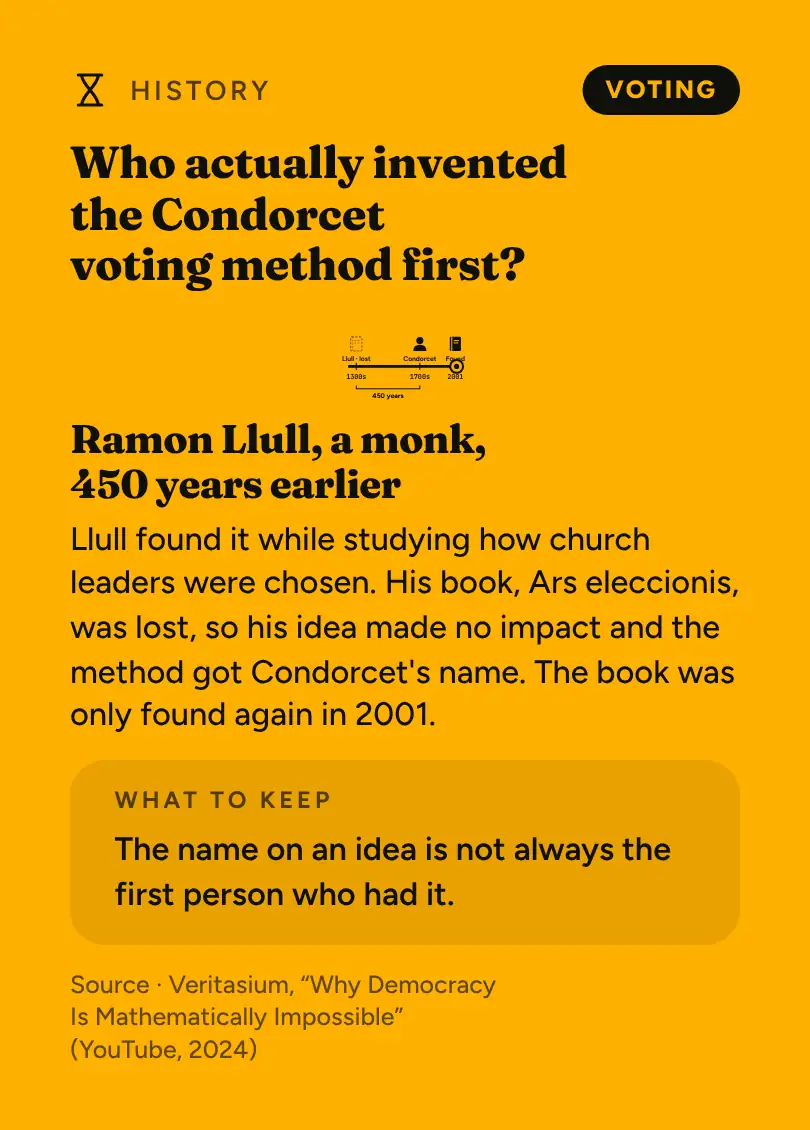 HISTORY
VOTING
Who actually invented
the Condorcet
voting method first?
Llull · lost
Condorcet
Found
1300s
1700s
2001
450 years
Ramon Llull, a monk,
450 years earlier
Llull found it while studying how church
leaders were chosen. His book, Ars eleccionis,
was lost, so his idea made no impact and the
method got Condorcet's name. The book was
only found again in 2001.
WHAT TO KEEP
The name on an idea is not always the
first person who had it.
Source · Veritasium, “Why Democracy
Is Mathematically Impossible”
(YouTube, 2024)